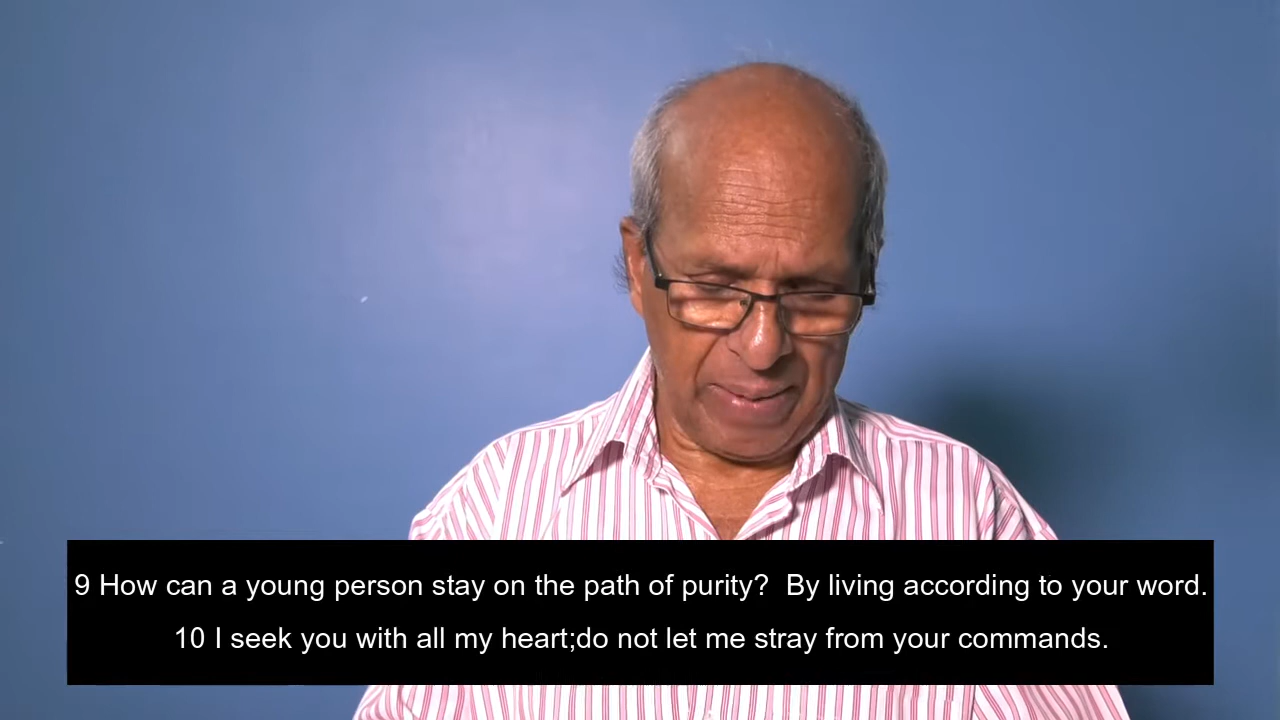 9 How can a young person stay on the path of purity?  By living according to your word.
10 I seek you with all my heart;do not let me stray from your commands.